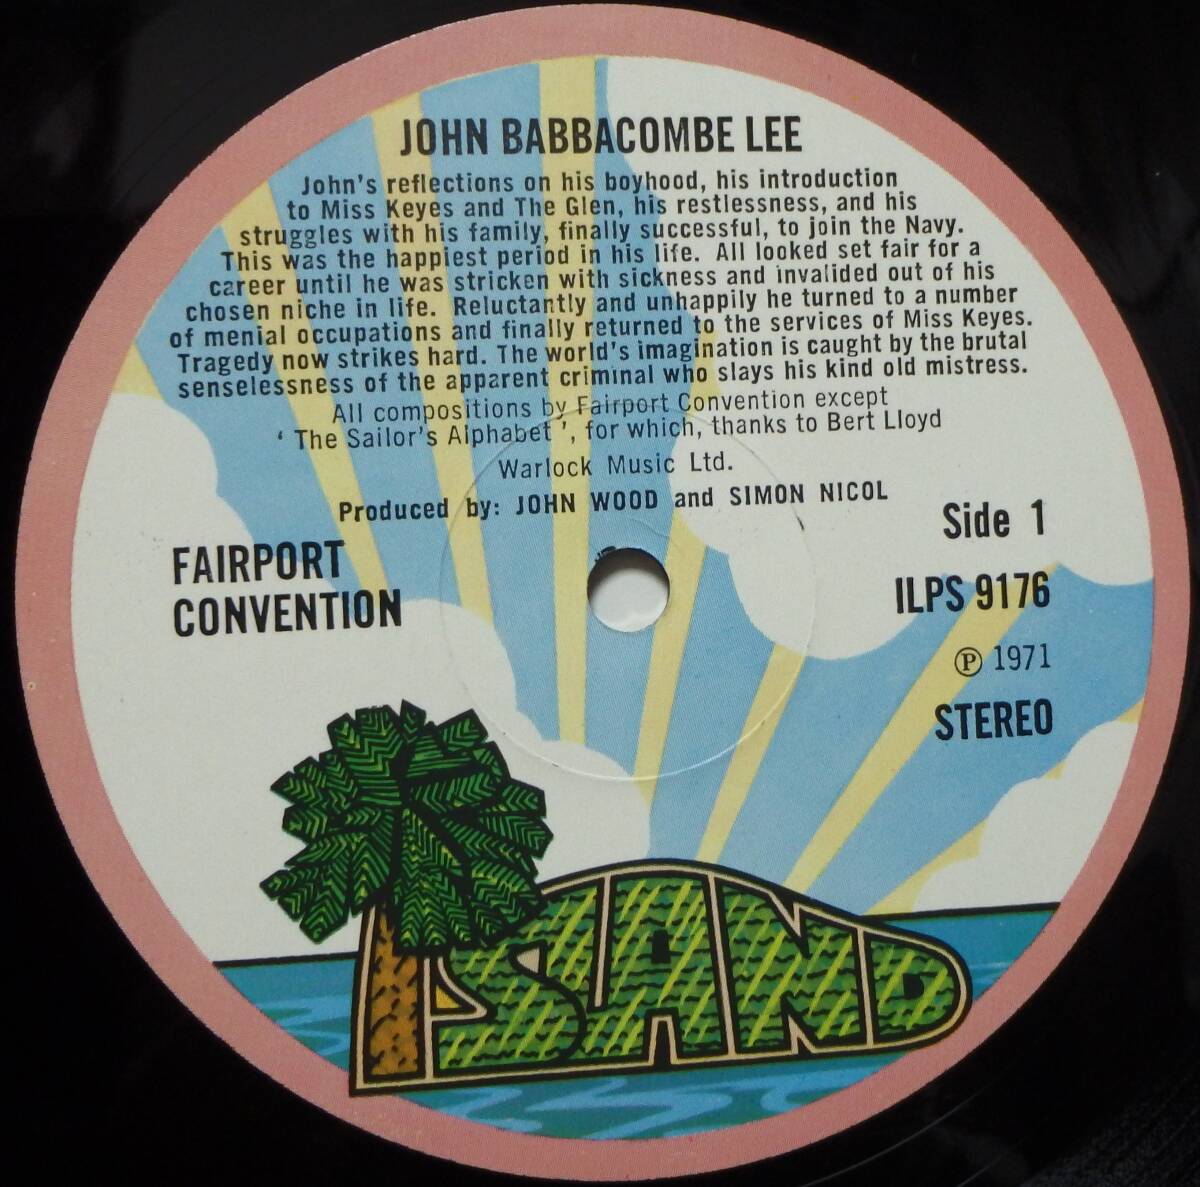 JOHN BABBACOMBE LEE
John's reflections on his boyhood, his introduction
to Miss Keyes and The Glen, his restlessness, and his
struggles with his family, finally successful, to join the Navy.
This was the happiest period in his life. All looked set fair for a
career until he was stricken with sickness and invalided out of his
chosen niche in life. Reluctantly and unhappily he turned to a number
of menial occupations and finally returned to the services of Miss Keyes.
Tragedy now strikes hard. The world's imagination is caught by the brutal
senselessness of the apparent criminal who slays his kind old mistress.
All compositions by Fairport Convention except
‘ The Sailor's Alphabet ’, for which, thanks to Bert Lloyd
Warlock Music Ltd.
Produced by: JOHN WOOD and SIMON NICOL
FAIRPORT
CONVENTION
Side 1
ILPS 9176
℗ 1971
STEREO
ISLAND